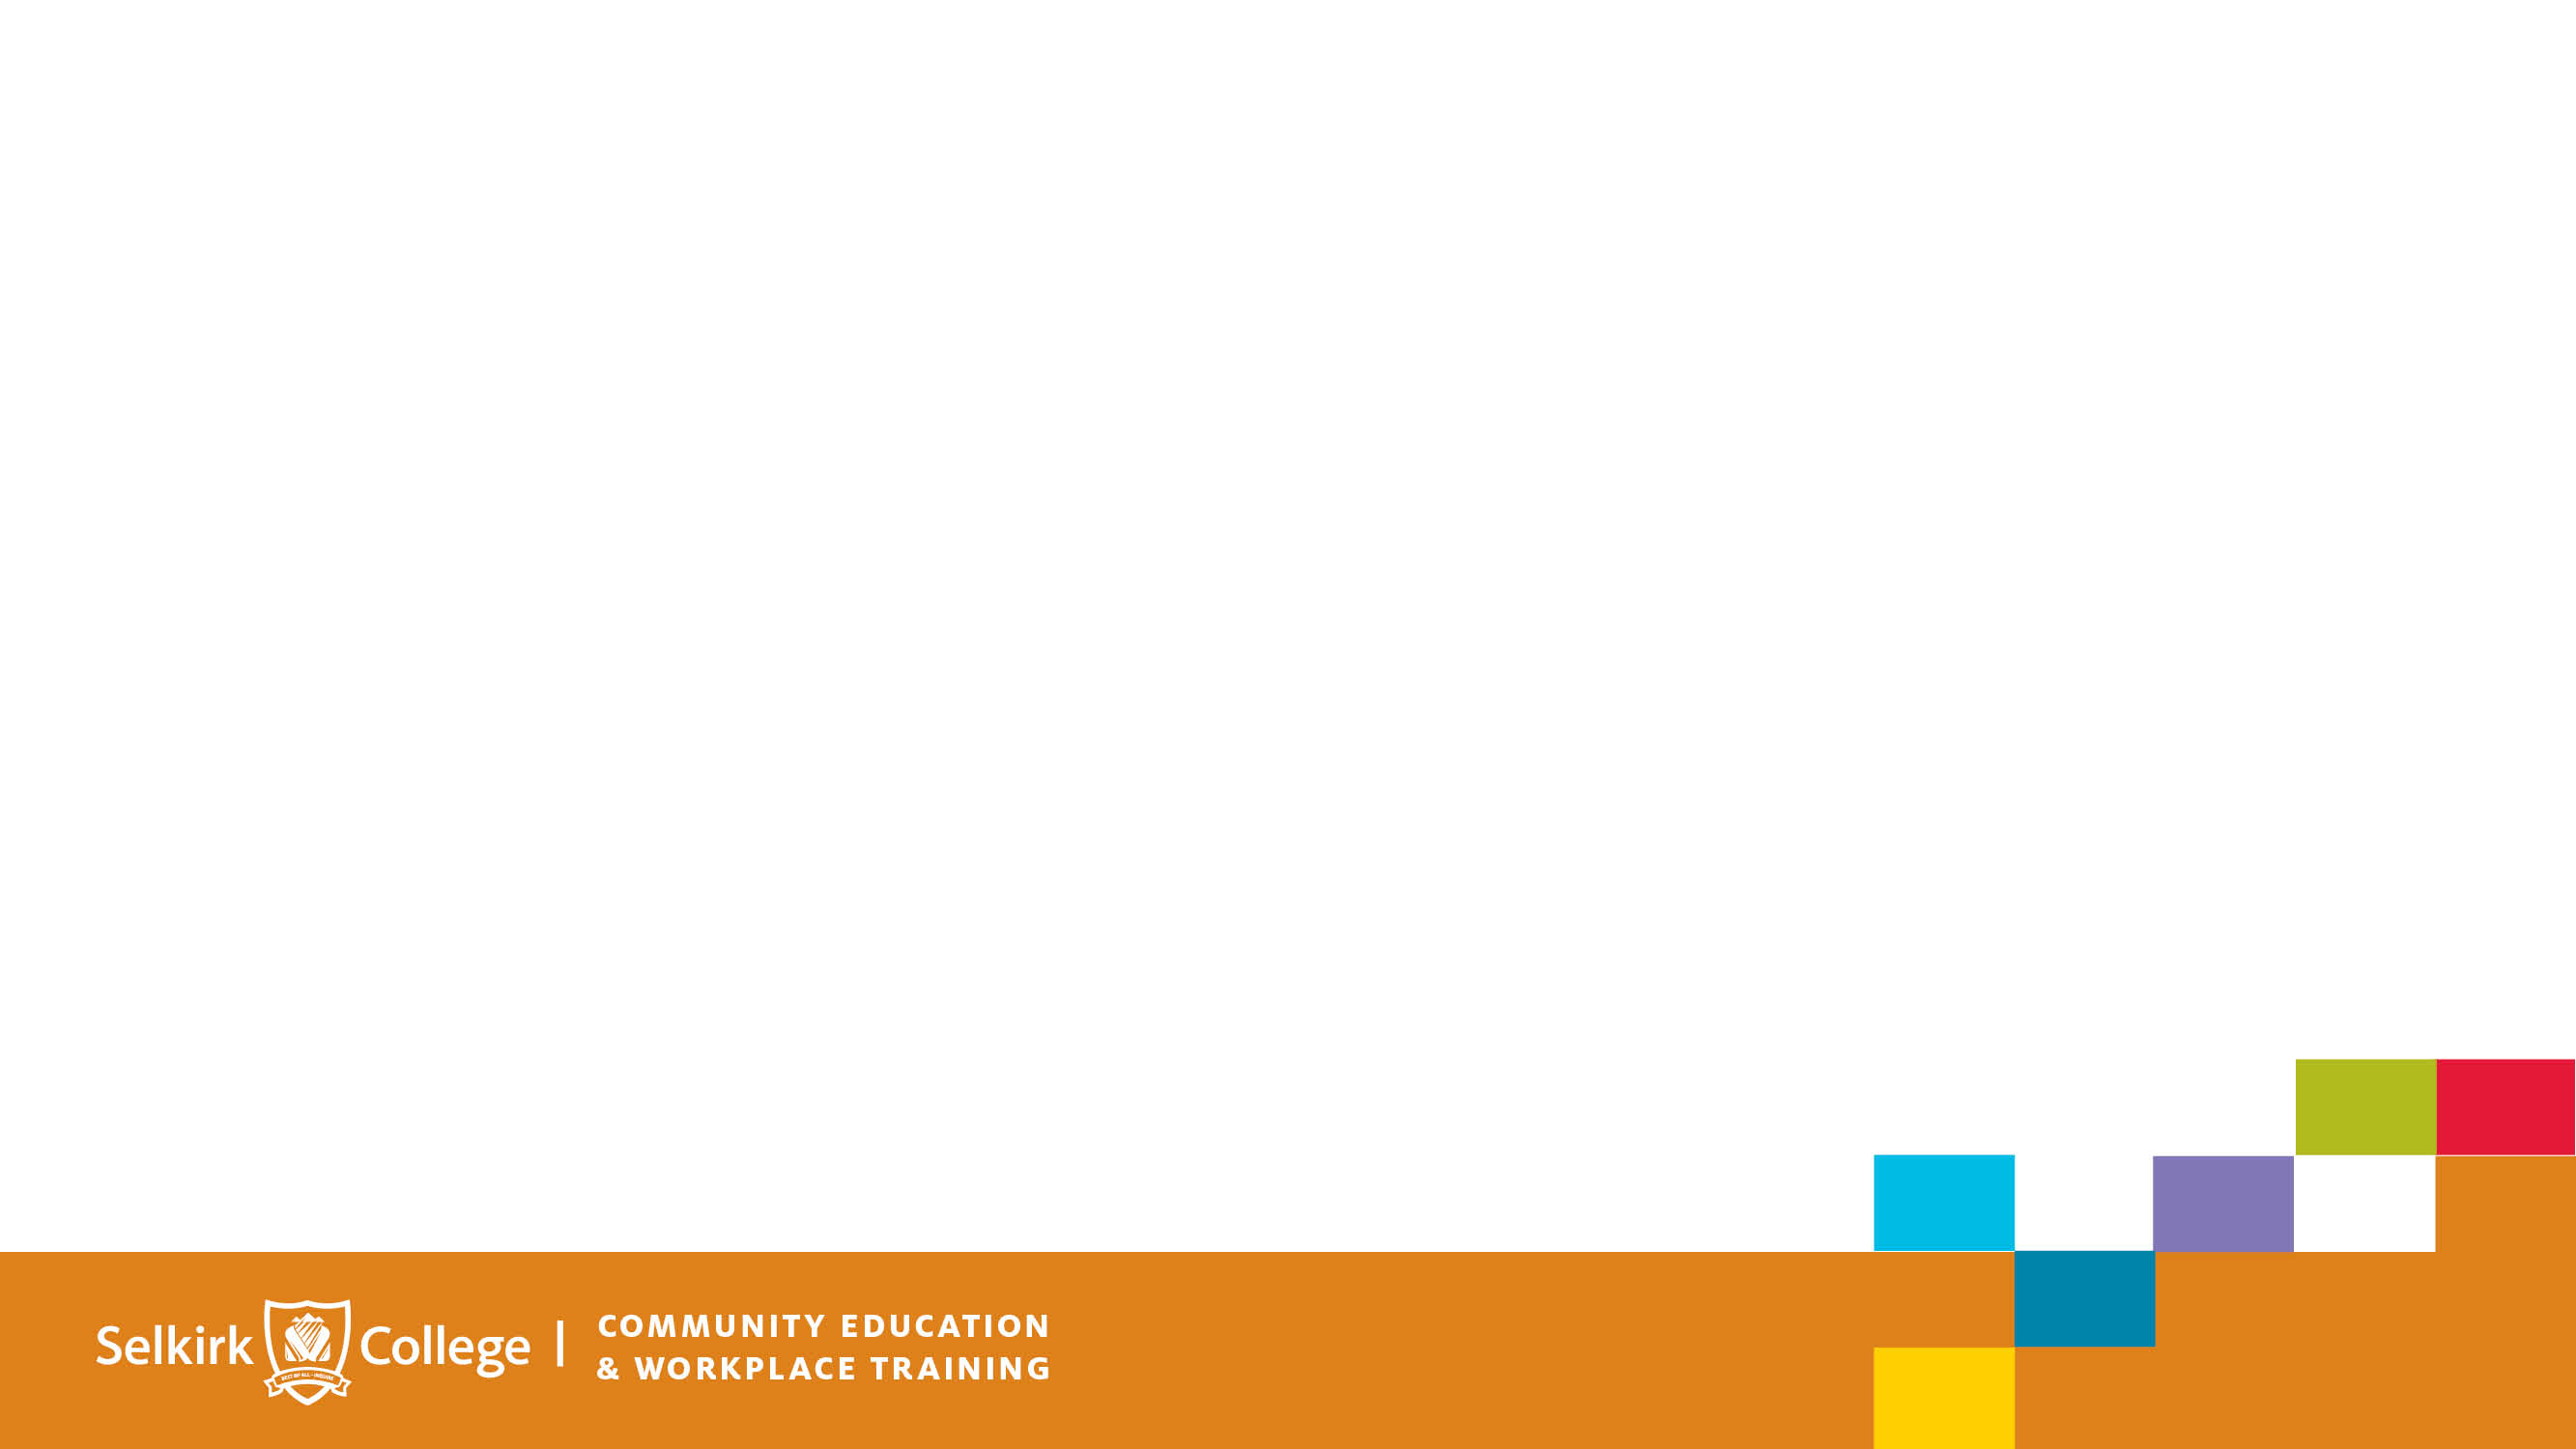 Selkirk College |
COMMUNITY EDUCATION
& WORKPLACE TRAINING